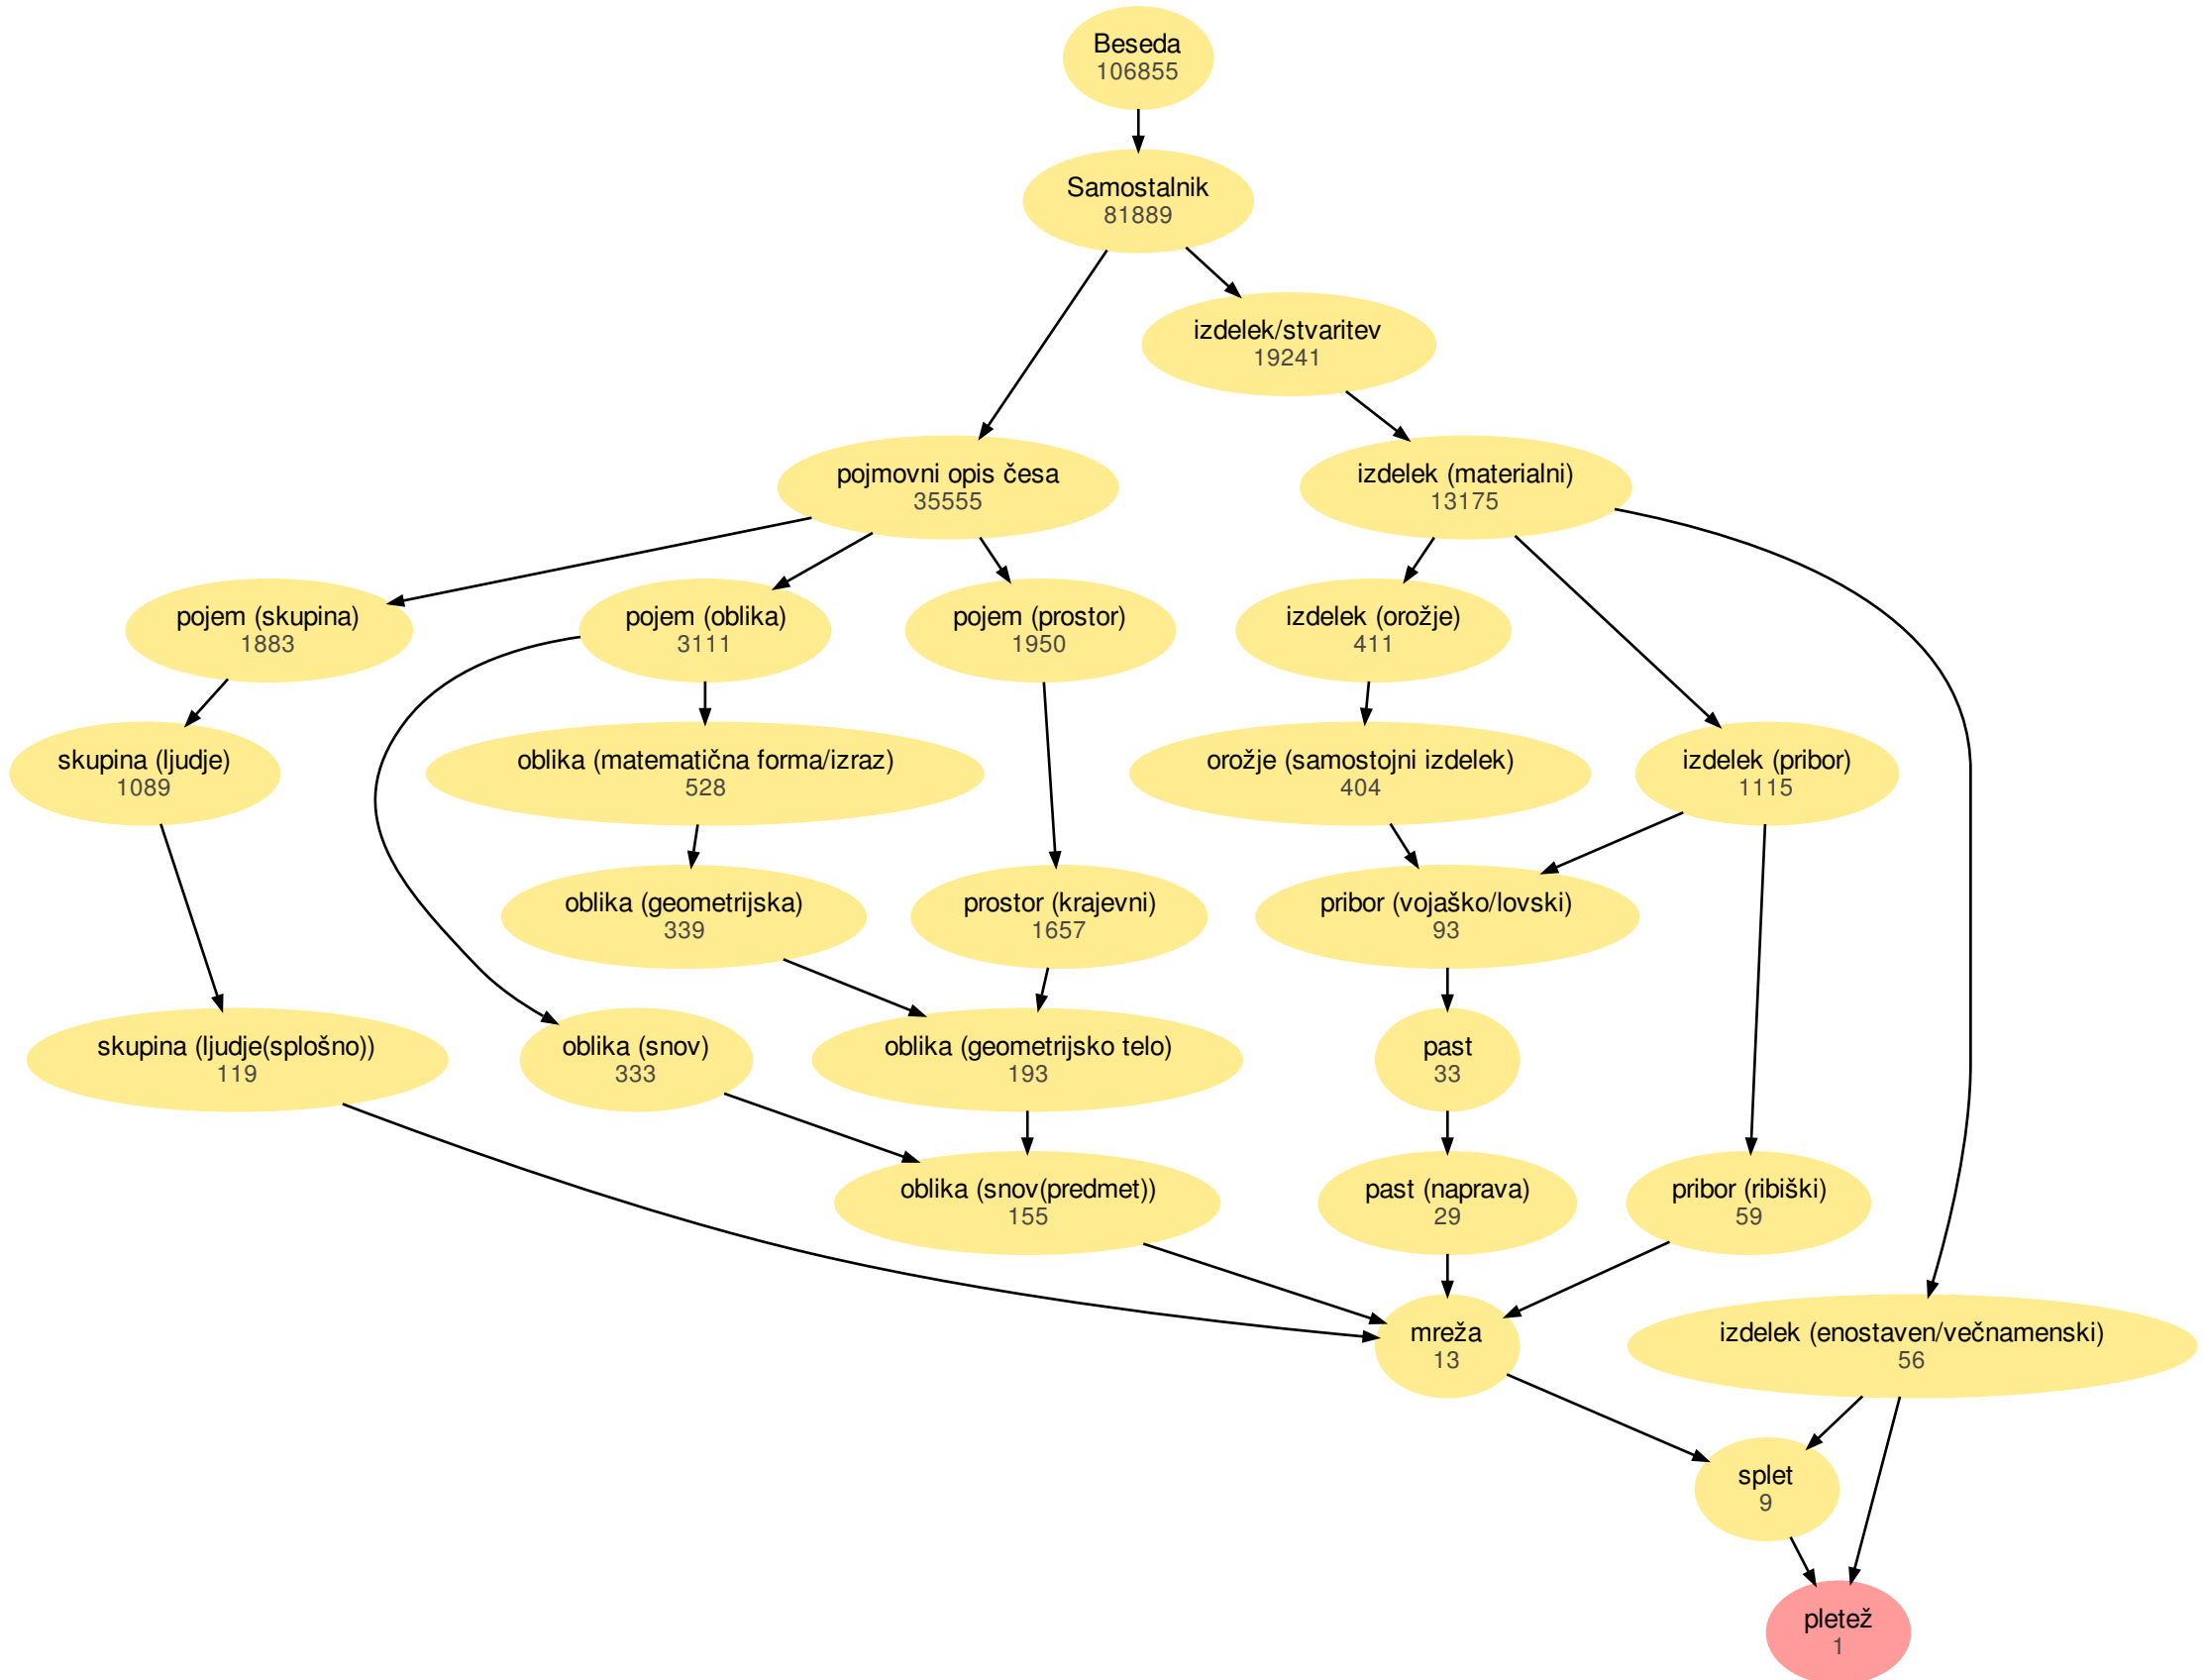 Beseda
106855
Samostalnik
81889
izdelek/stvaritev
19241
pojmovni opis česa
35555
izdelek (materialni)
13175
pojem (skupina)
1883
pojem (oblika)
3111
pojem (prostor)
1950
izdelek (orožje)
411
skupina (ljudje)
1089
oblika (matematična forma/izraz)
528
orožje (samostojni izdelek)
404
izdelek (pribor)
1115
oblika (geometrijska)
339
prostor (krajevni)
1657
pribor (vojaško/lovski)
93
skupina (ljudje(splošno))
119
oblika (snov)
333
oblika (geometrijsko telo)
193
past
33
oblika (snov(predmet))
155
past (naprava)
29
pribor (ribiški)
59
mreža
13
izdelek (enostaven/večnamenski)
56
splet
9
pletež
1